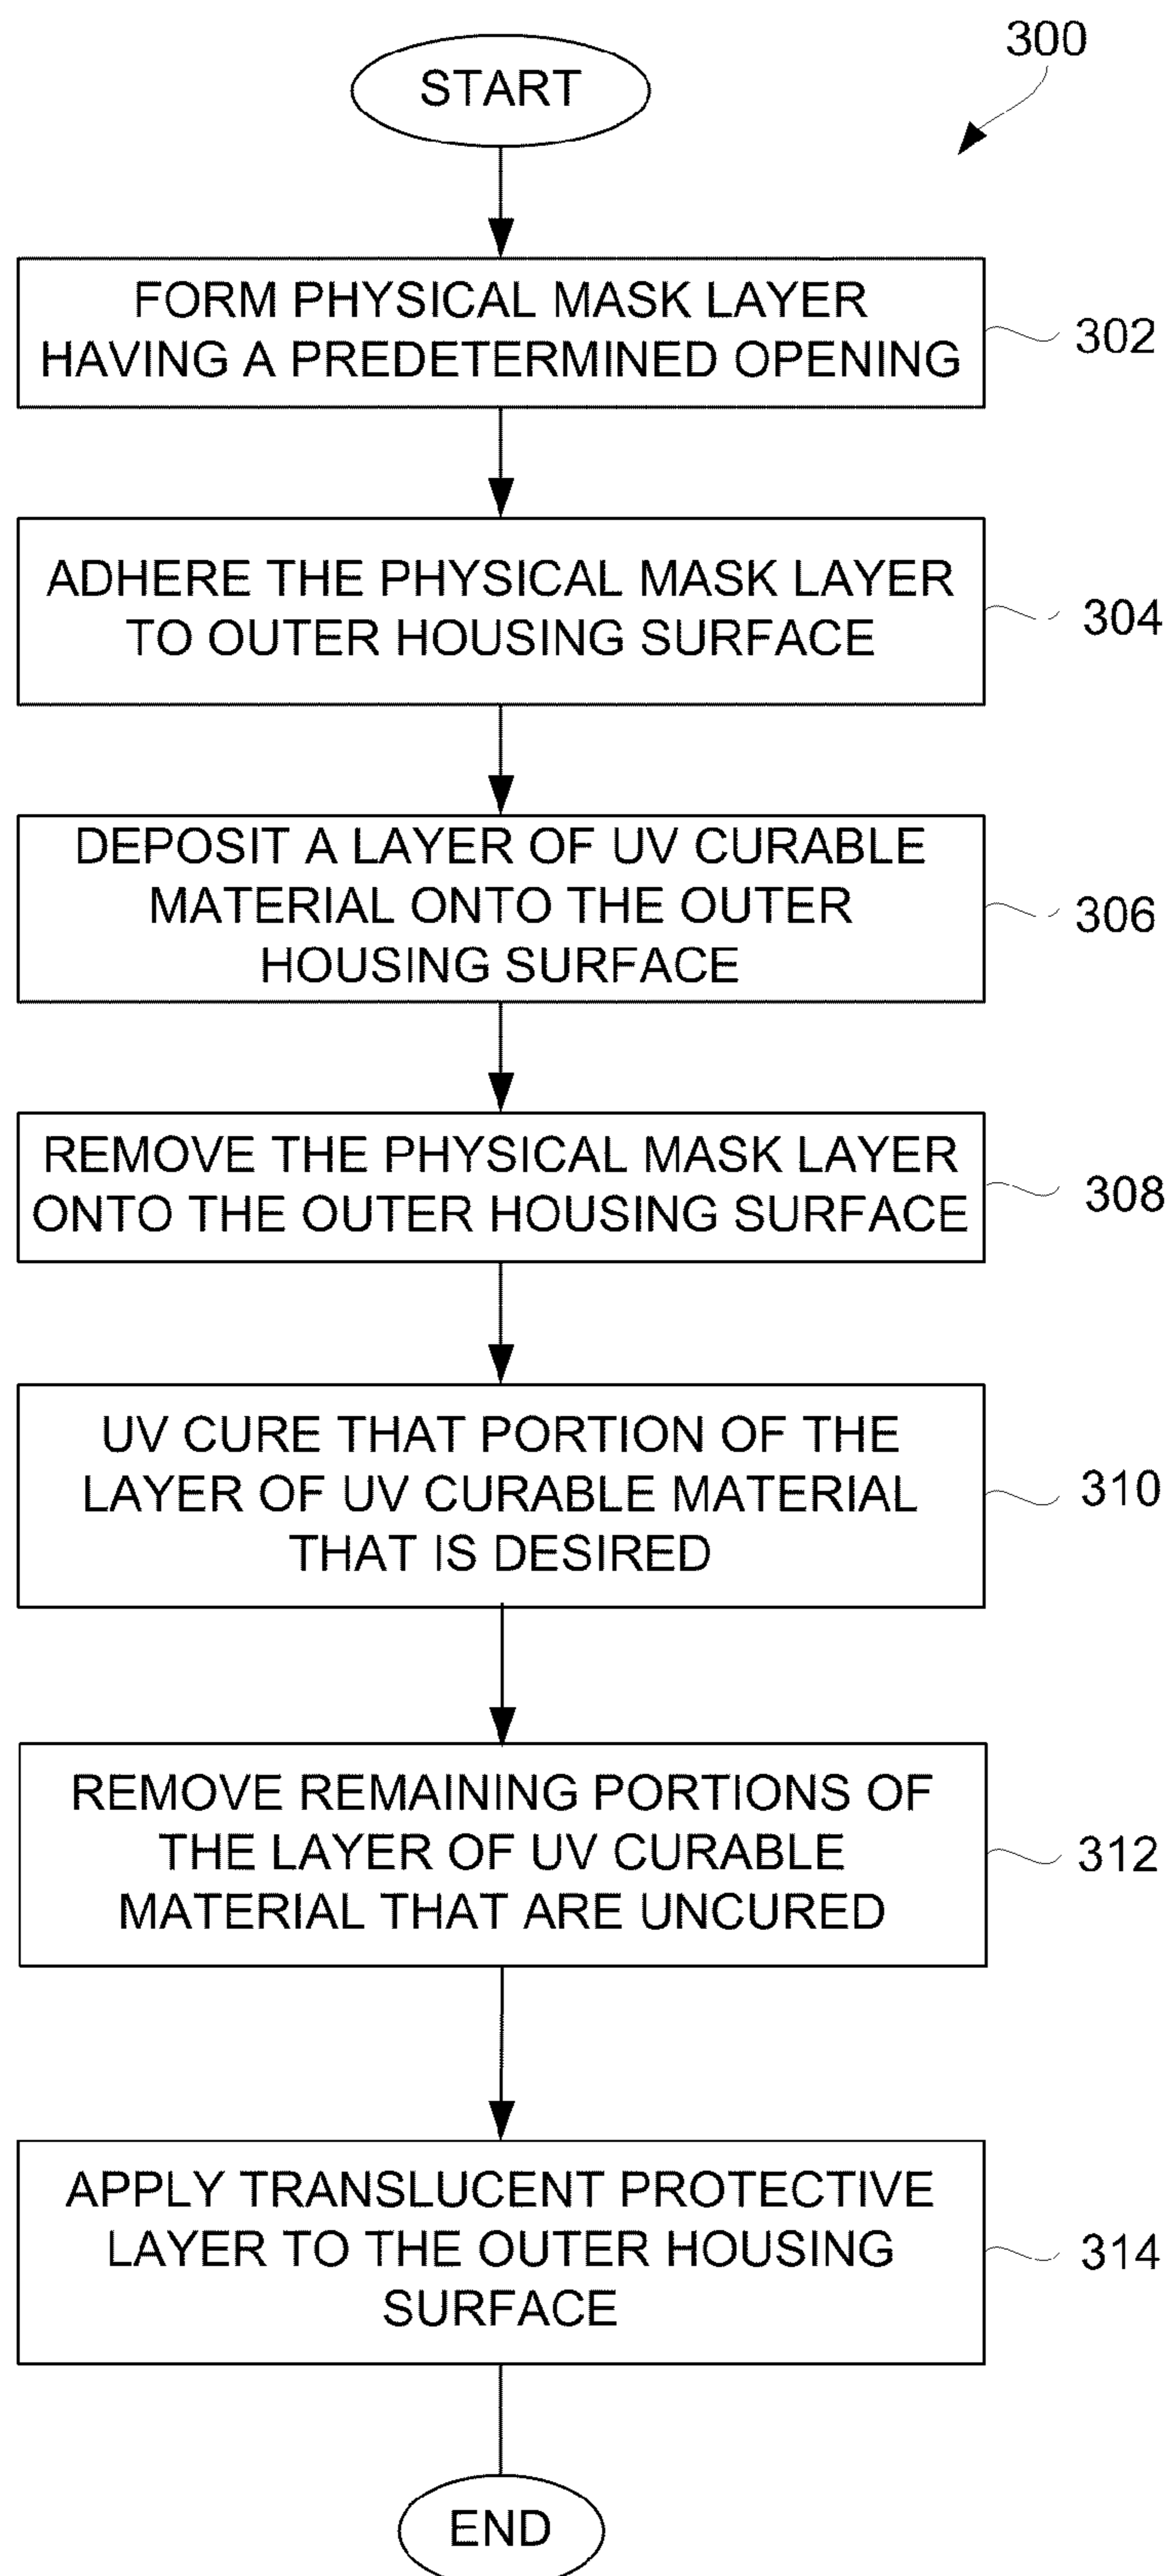 300
START
FORM PHYSICAL MASK LAYER
HAVING A PREDETERMINED OPENING
302
ADHERE THE PHYSICAL MASK LAYER
TO OUTER HOUSING SURFACE
304
DEPOSIT A LAYER OF UV CURABLE
MATERIAL ONTO THE OUTER
HOUSING SURFACE
306
REMOVE THE PHYSICAL MASK LAYER
ONTO THE OUTER HOUSING SURFACE
308
UV CURE THAT PORTION OF THE
LAYER OF UV CURABLE MATERIAL
THAT IS DESIRED
310
REMOVE REMAINING PORTIONS OF
THE LAYER OF UV CURABLE
MATERIAL THAT ARE UNCURED
312
APPLY TRANSLUCENT PROTECTIVE
LAYER TO THE OUTER HOUSING
SURFACE
314
END